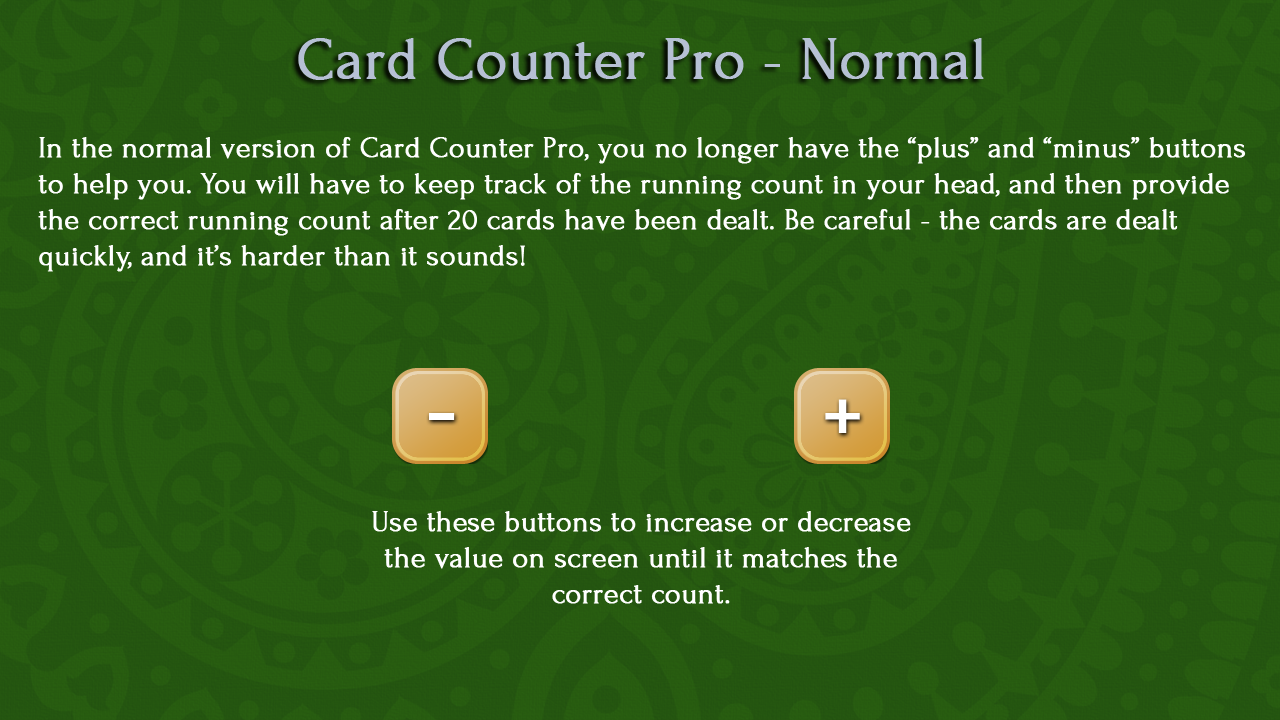 Card Counter Pro - Normal
In the normal version of Card Counter Pro, you no longer have the “plus” and “minus” buttons
to help you. You will have to keep track of the running count in your head, and then provide
the correct running count after 20 cards have been dealt. Be careful - the cards are dealt
quickly, and it’s harder than it sounds!
- +
Use these buttons to increase or decrease
the value on screen until it matches the
correct count.